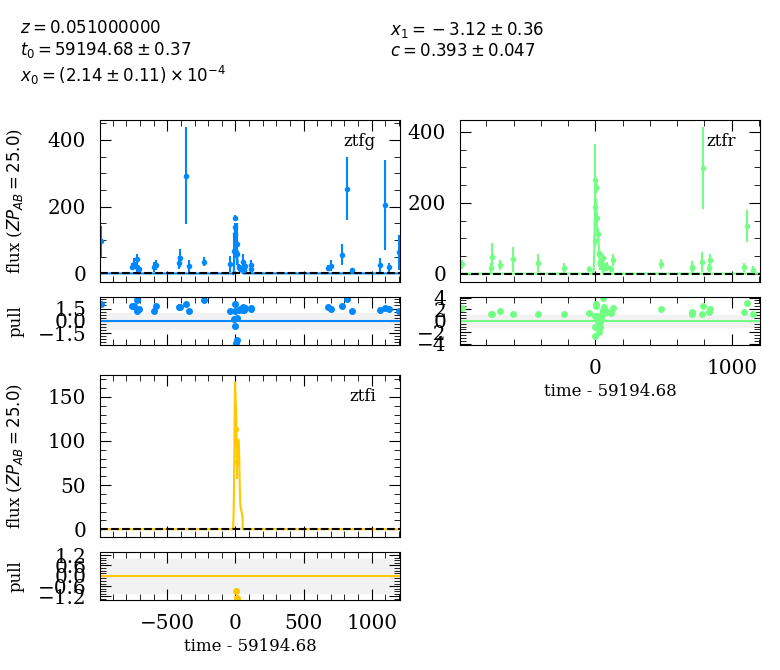 z = 0.051000000
t₀ = 59194.68 ± 0.37
x₀ = (2.14 ± 0.11) × 10⁻⁴
x₁ = −3.12 ± 0.36
c = 0.393 ± 0.047
ztfg
400
200
0
flux (ZP_AB = 25.0)
ztfr
400
200
0
1.5
0.0
−1.5
pull
4
2
0
−2
−4
0
1000
time - 59194.68
ztfi
150
100
50
0
flux (ZP_AB = 25.0)
1.2
0.6
0.0
−0.6
−1.2
pull
−500
0
500
1000
time - 59194.68